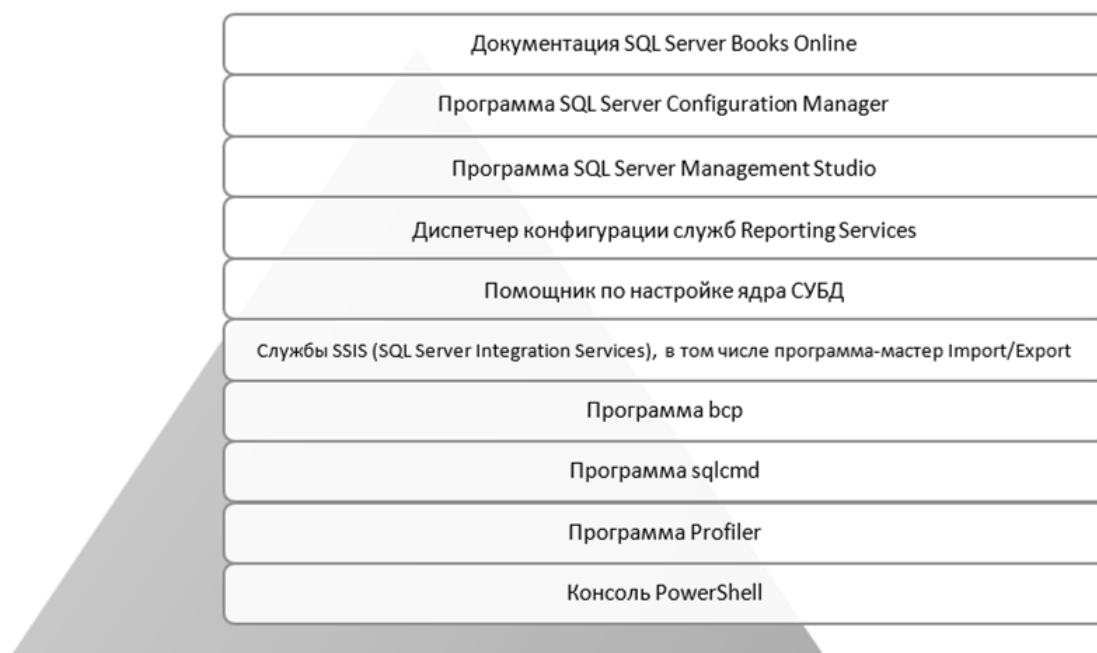 Документация SQL Server Books Online
Программа SQL Server Configuration Manager
Программа SQL Server Management Studio
Диспетчер конфигурации служб Reporting Services
Помощник по настройке ядра СУБД
Службы SSIS (SQL Server Integration Services), в том числе программа-мастер Import/Export
Программа bcp
Программа sqlcmd
Программа Profiler
Консоль PowerShell